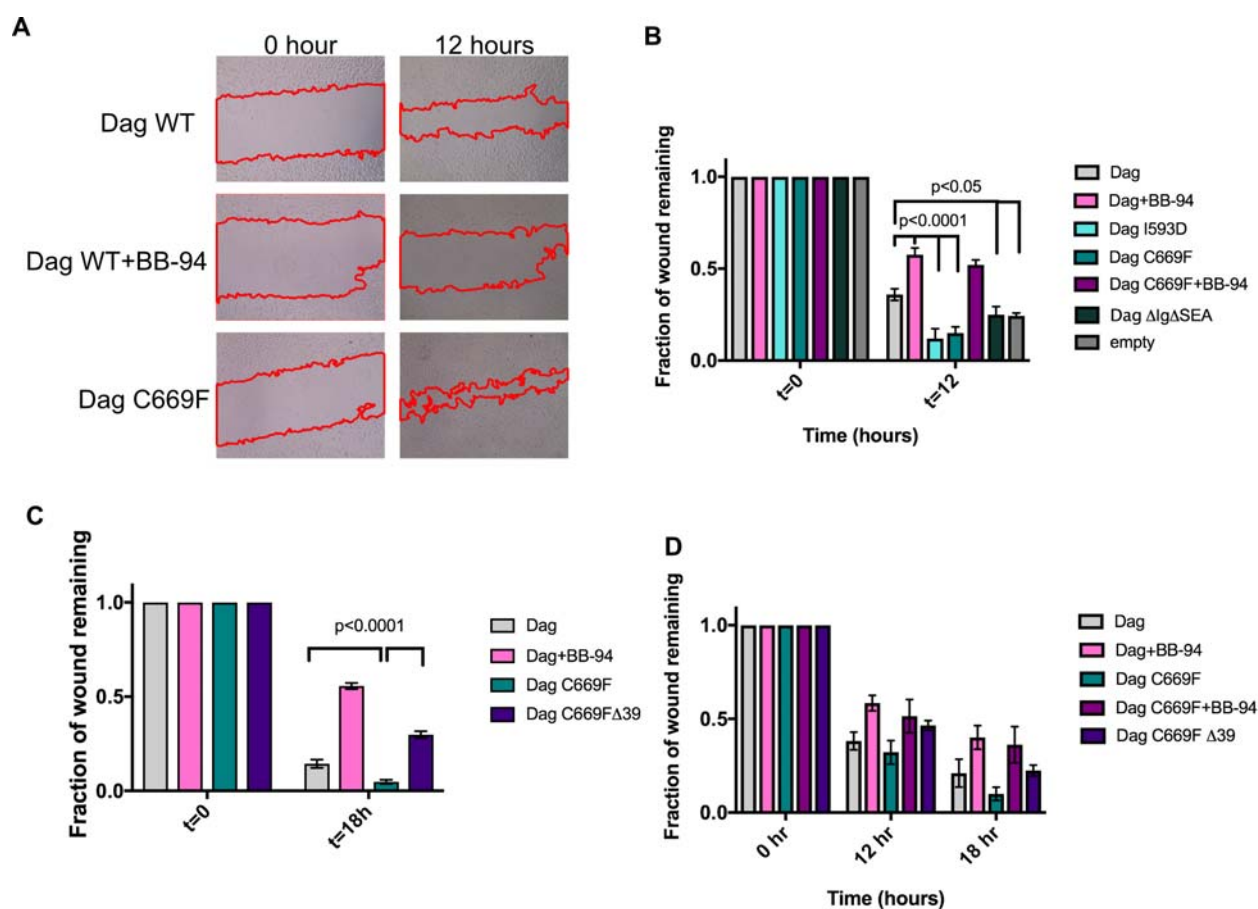 A
0 hour 12 hours
Dag WT
Dag WT+BB-94
Dag C669F
B
Fraction of wound remaining
1.0
0.5
0.0
p<0.05
p<0.0001
t=0
t=12
Time (hours)
Dag
Dag+BB-94
Dag I593D
Dag C669F
Dag C669F+BB-94
Dag ΔIgΔSEA
empty
C
Fraction of wound remaining
1.0
0.5
0.0
p<0.0001
t=0
t=18h
Dag
Dag+BB-94
Dag C669F
Dag C669FΔ39
D
Fraction of wound remaining
1.0
0.5
0.0
0 hr
12 hr
18 hr
Time (hours)
Dag
Dag+BB-94
Dag C669F
Dag C669F+BB-94
Dag C669F Δ39